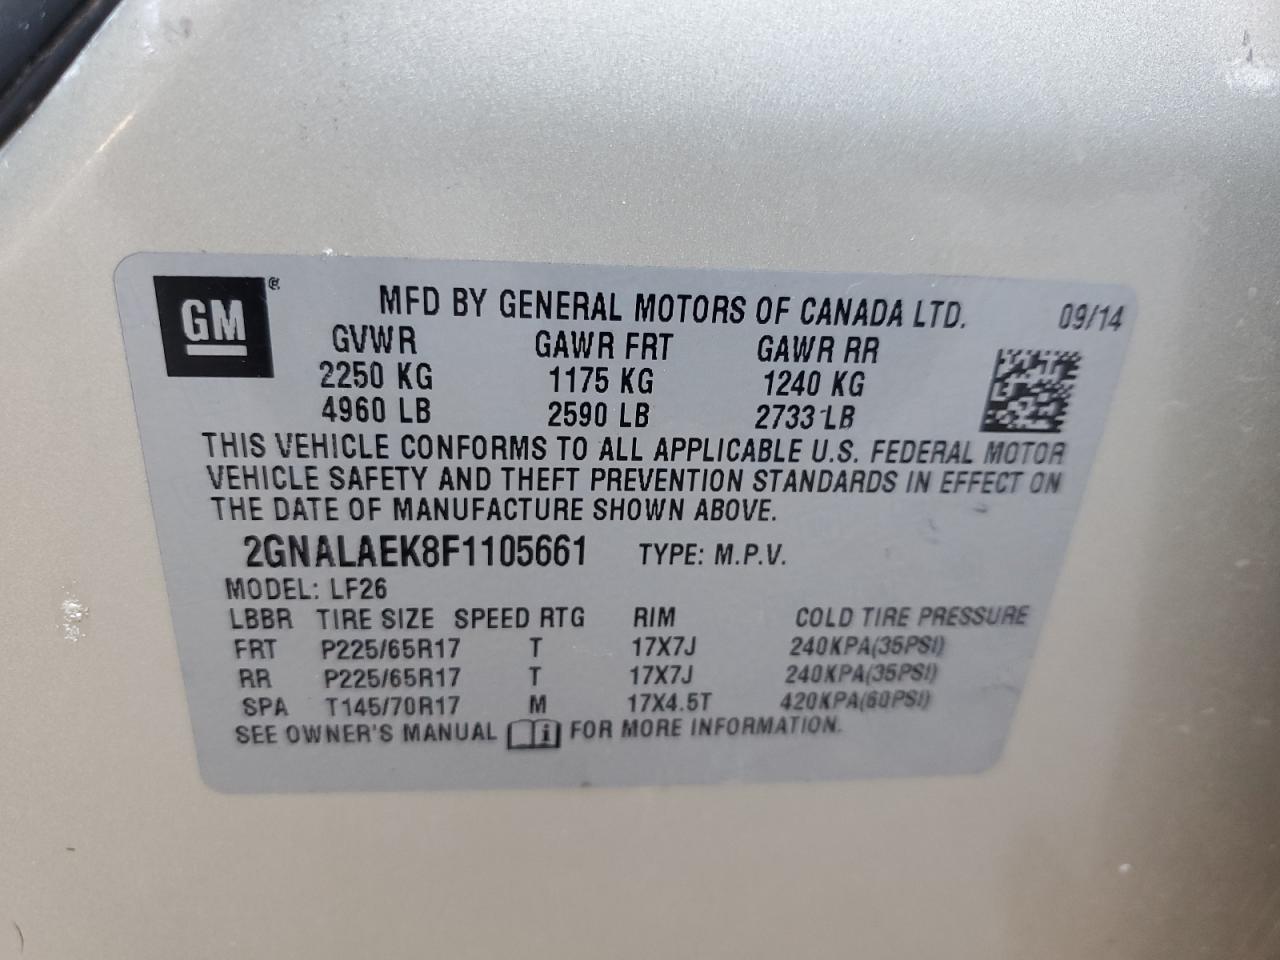 GM ®
MFD BY GENERAL MOTORS OF CANADA LTD. 09/14
GVWR GAWR FRT GAWR RR
2250 KG 1175 KG 1240 KG
4960 LB 2590 LB 2733 LB
THIS VEHICLE CONFORMS TO ALL APPLICABLE U.S. FEDERAL MOTOR
VEHICLE SAFETY AND THEFT PREVENTION STANDARDS IN EFFECT ON
THE DATE OF MANUFACTURE SHOWN ABOVE.
2GNALAEK8F1105661 TYPE: M.P.V.
MODEL: LF26
LBBR TIRE SIZE SPEED RTG RIM COLD TIRE PRESSURE
FRT P225/65R17 T 17X7J 240KPA(35PSI)
RR P225/65R17 T 17X7J 240KPA(35PSI)
SPA T145/70R17 M 17X4.5T 420KPA(60PSI)
SEE OWNER'S MANUAL i FOR MORE INFORMATION.